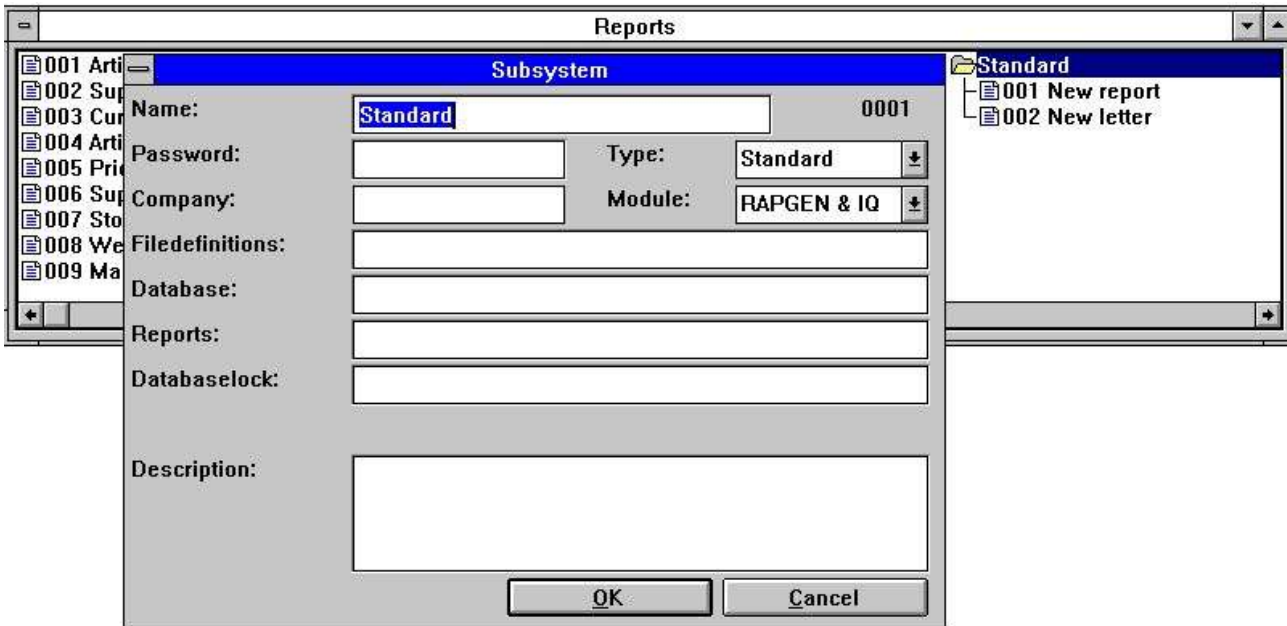 Reports
001 Arti
002 Sup
003 Cur
004 Arti
005 Pri
006 Sup
007 Sto
008 We
009 Ma
Subsystem
Name: Standard 0001
Password: Type: Standard
Company: Module: RAPGEN & IQ
Filedefinitions:
Database:
Reports:
Databaselock:
Description:
OK Cancel
Standard
001 New report
002 New letter